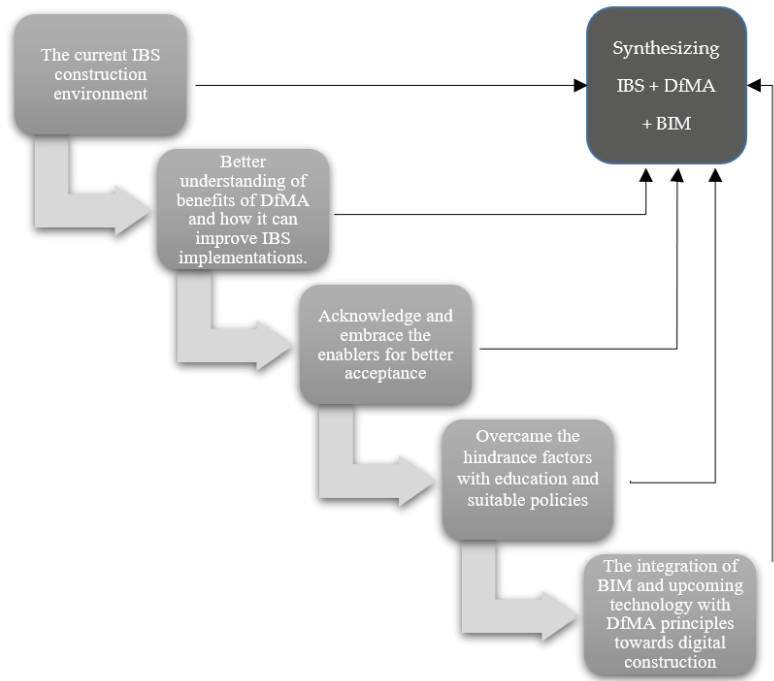 The current IBS
construction
environment
Synthesizing
IBS + DfMA
+ BIM
Better
understanding of
benefits of DfMA
and how it can
improve IBS
implementations.
Acknowledge and
embrace the
enablers for better
acceptance
Overcame the
hindrance factors
with education and
suitable policies
The integration of
BIM and upcoming
technology with
DfMA principles
towards digital
construction